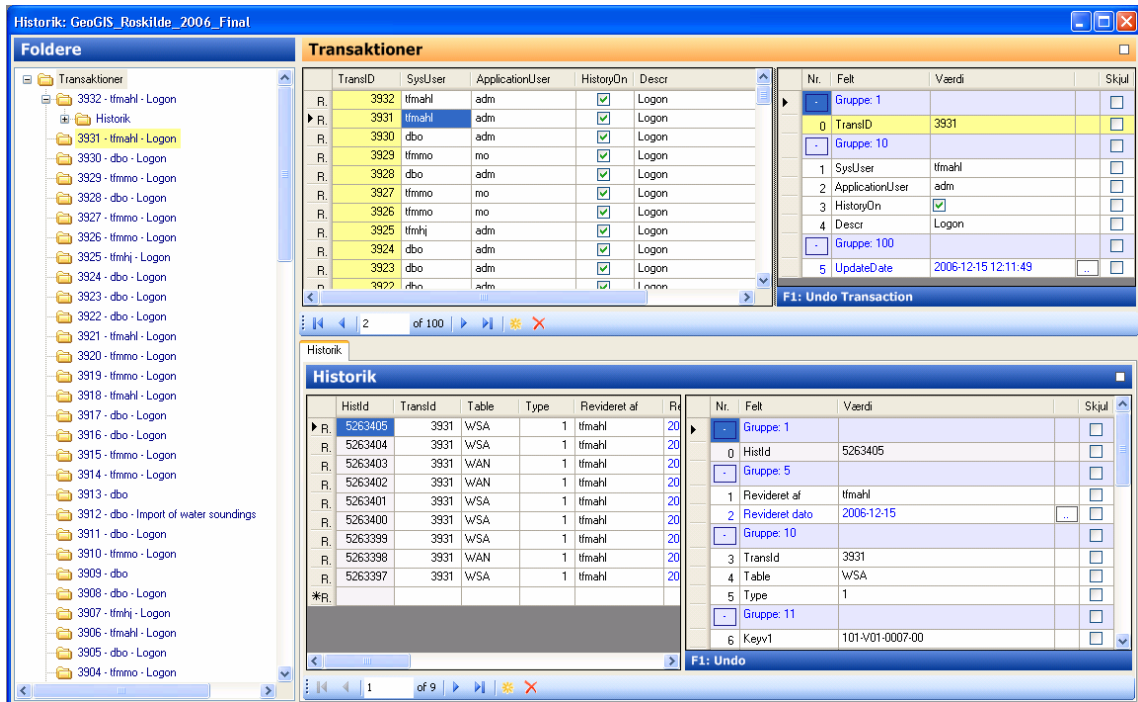 Historik: GeoGIS_Roskilde_2006_Final
Foldere
Transaktioner
3932 - tfmahl - Logon
Historik
3931 - tfmahl - Logon
3930 - dbo - Logon
3929 - tfmmo - Logon
3928 - dbo - Logon
3927 - tfmmo - Logon
3926 - tfmmo - Logon
3925 - tfmhj - Logon
3924 - dbo - Logon
3923 - dbo - Logon
3922 - dbo - Logon
3921 - tfmahl - Logon
3920 - tfmmo - Logon
3919 - tfmmo - Logon
3918 - tfmahl - Logon
3917 - dbo - Logon
3916 - dbo - Logon
3915 - tfmmo - Logon
3914 - tfmmo - Logon
3913 - dbo
3912 - dbo - Import of water soundings
3911 - dbo - Logon
3910 - tfmmo - Logon
3909 - dbo
3908 - dbo - Logon
3907 - tfmhj - Logon
3906 - tfmahl - Logon
3905 - dbo - Logon
3904 - tfmmo - Logon
Transaktioner
TransID SysUser ApplicationUser HistoryOn Descr
R. 3932 tfmahl adm Logon
R. 3931 tfmahl adm Logon
R. 3930 dbo adm Logon
R. 3929 tfmmo mo Logon
R. 3928 dbo adm Logon
R. 3927 tfmmo mo Logon
R. 3926 tfmmo mo Logon
R. 3925 tfmhj adm Logon
R. 3924 dbo adm Logon
R. 3923 dbo adm Logon
3922 dbo adm Logon
2 of 100
Nr. Felt Værdi Skjul
- Gruppe: 1
0 TransID 3931
- Gruppe: 10
1 SysUser tfmahl
2 ApplicationUser adm
3 HistoryOn
4 Descr Logon
- Gruppe: 100
5 UpdateDate 2006-12-15 12:11:49 ..
F1: Undo Transaction
Historik
Historik
HistId TransId Table Type Revideret af Re
R. 5263405 3931 WSA 1 tfmahl 20
R. 5263404 3931 WSA 1 tfmahl 20
R. 5263403 3931 WAN 1 tfmahl 20
R. 5263402 3931 WAN 1 tfmahl 20
R. 5263401 3931 WSA 1 tfmahl 20
R. 5263400 3931 WSA 1 tfmahl 20
R. 5263399 3931 WSA 1 tfmahl 20
R. 5263398 3931 WAN 1 tfmahl 20
R. 5263397 3931 WSA 1 tfmahl 20
*R.
1 of 9
Nr. Felt Værdi Skjul
- Gruppe: 1
0 HistId 5263405
- Gruppe: 5
1 Revideret af tfmahl
2 Revideret dato 2006-12-15 ..
- Gruppe: 10
3 TransId 3931
4 Table WSA
5 Type 1
- Gruppe: 11
6 Keyv1 101-V01-0007-00
F1: Undo